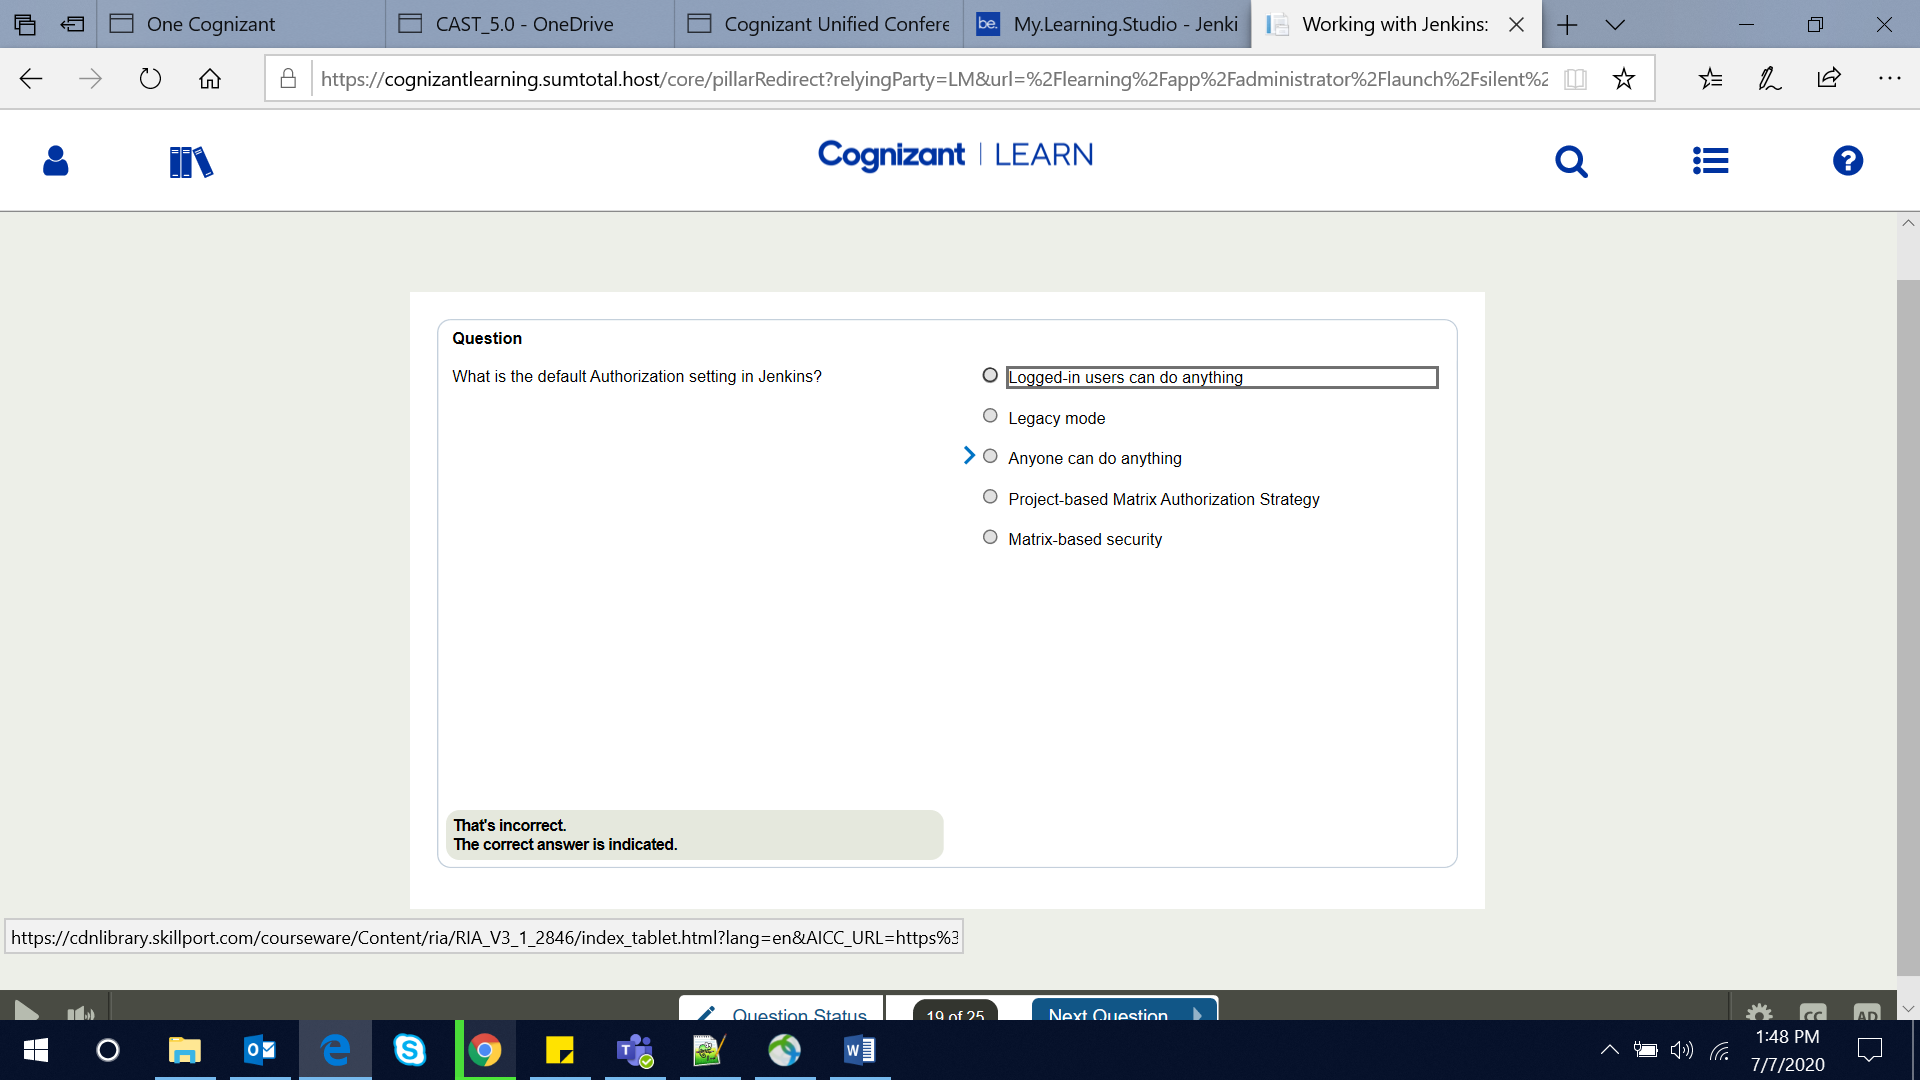 One Cognizant
CAST_5.0 - OneDrive
Cognizant Unified Confere
be. My.Learning.Studio - Jenki
Working with Jenkins:
https://cognizantlearning.sumtotal.host/core/pillarRedirect?relyingParty=LM&url=%2Flearning%2Fapp%2Fadministrator%2Flaunch%2Fsilent%2
Cognizant | LEARN
Question
What is the default Authorization setting in Jenkins?
Logged-in users can do anything
Legacy mode
Anyone can do anything
Project-based Matrix Authorization Strategy
Matrix-based security
That's incorrect.
The correct answer is indicated.
https://cdnlibrary.skillport.com/courseware/Content/ria/RIA_V3_1_2846/index_tablet.html?lang=en&AICC_URL=https%3
Question Status
19 of 25
Next Question
CC
AD
1:48 PM
7/7/2020